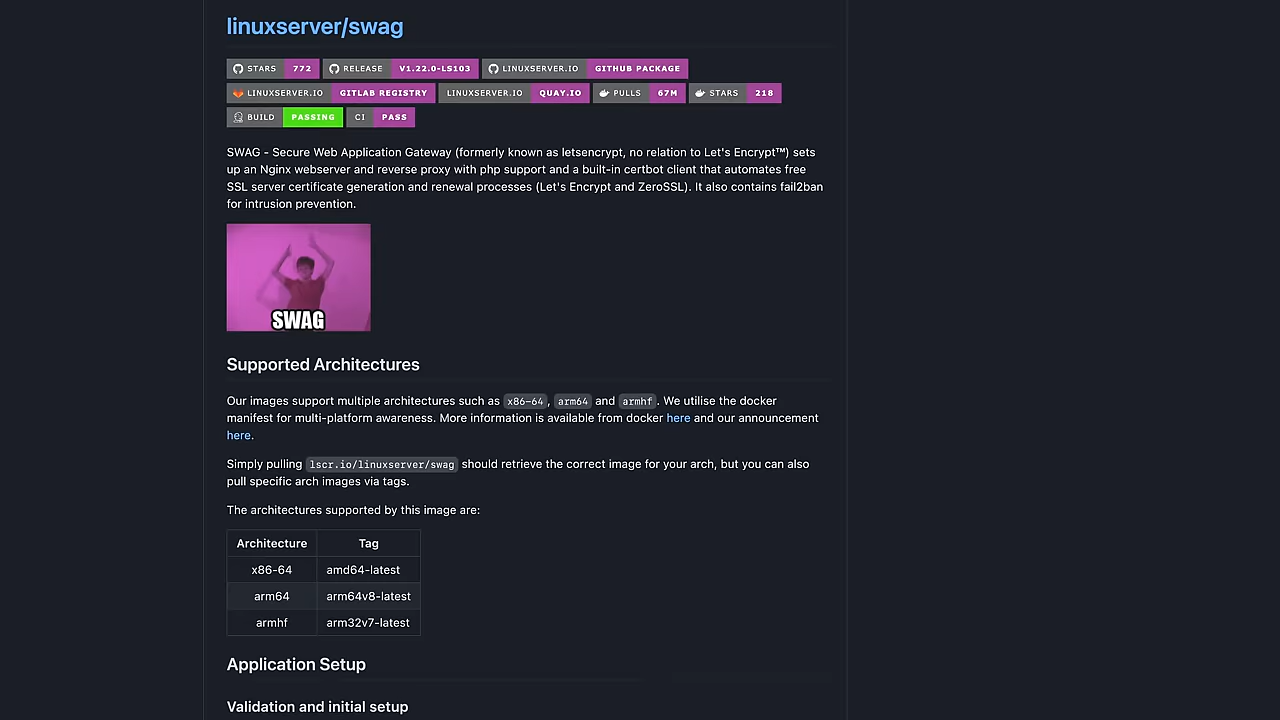 linuxserver/swag
STARS 772 RELEASE V1.22.0-LS103 LINUXSERVER.IO GITHUB PACKAGE
LINUXSERVER.IO GITLAB REGISTRY LINUXSERVER.IO QUAY.IO PULLS 67M STARS 218
BUILD PASSING CI PASS
SWAG - Secure Web Application Gateway (formerly known as letsencrypt, no relation to Let's Encrypt™) sets
up an Nginx webserver and reverse proxy with php support and a built-in certbot client that automates free
SSL server certificate generation and renewal processes (Let's Encrypt and ZeroSSL). It also contains fail2ban
for intrusion prevention.
SWAG
Supported Architectures
Our images support multiple architectures such as x86-64, arm64 and armhf. We utilise the docker
manifest for multi-platform awareness. More information is available from docker here and our announcement
here.
Simply pulling lscr.io/linuxserver/swag should retrieve the correct image for your arch, but you can also
pull specific arch images via tags.
The architectures supported by this image are:
Architecture Tag
x86-64 amd64-latest
arm64 arm64v8-latest
armhf arm32v7-latest
Application Setup
Validation and initial setup